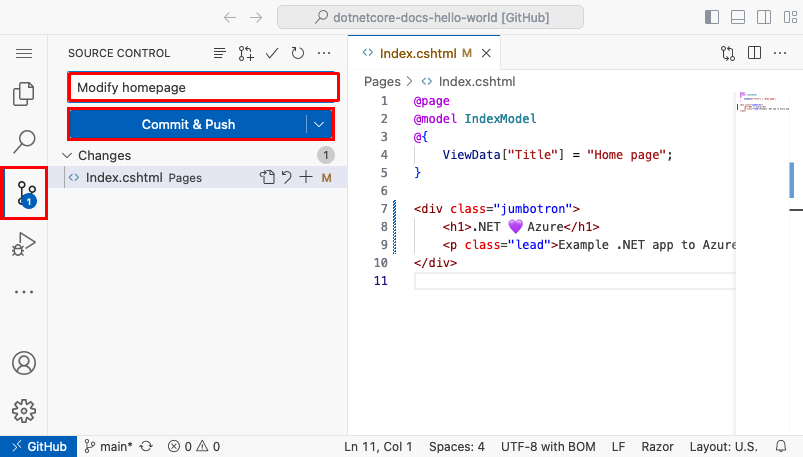 dotnetcore-docs-hello-world [GitHub]
SOURCE CONTROL
Modify homepage
Commit & Push
Changes 1
Index.cshtml Pages M
1
Index.cshtml M
Pages > Index.cshtml
1 @page
2 @model IndexModel
3 @{
4 ViewData["Title"] = "Home page";
5 }
6
7 <div class="jumbotron">
8 <h1>.NET 💜 Azure</h1>
9 <p class="lead">Example .NET app to Azure
10 </div>
11
GitHub main* 0 0 Ln 11, Col 1 Spaces: 4 UTF-8 with BOM LF Razor Layout: U.S.